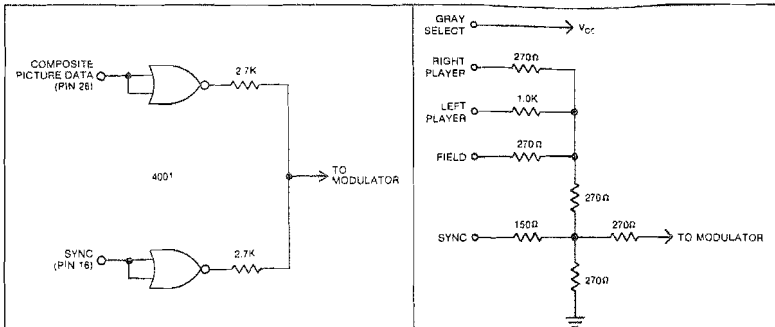 COMPOSITE
PICTURE DATA
(PIN 26)
2.7K
4001
TO
MODULATOR
SYNC
(PIN 16)
2.7K
GRAY
SELECT
VCC
RIGHT
PLAYER
270Ω
LEFT
PLAYER
1.0K
FIELD
270Ω
270Ω
SYNC
150Ω
270Ω
TO MODULATOR
270Ω